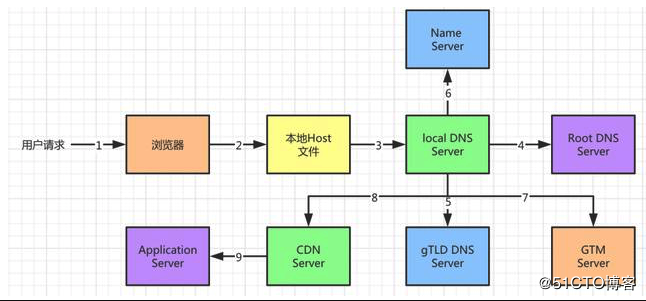 Name
Server
6
用户请求
1
浏览器
2
本地Host
文件
3
local DNS
Server
4
Root DNS
Server
8
5
7
Application
Server
9
CDN
Server
gTLD DNS
Server
GTM
Server
@51CTO博客